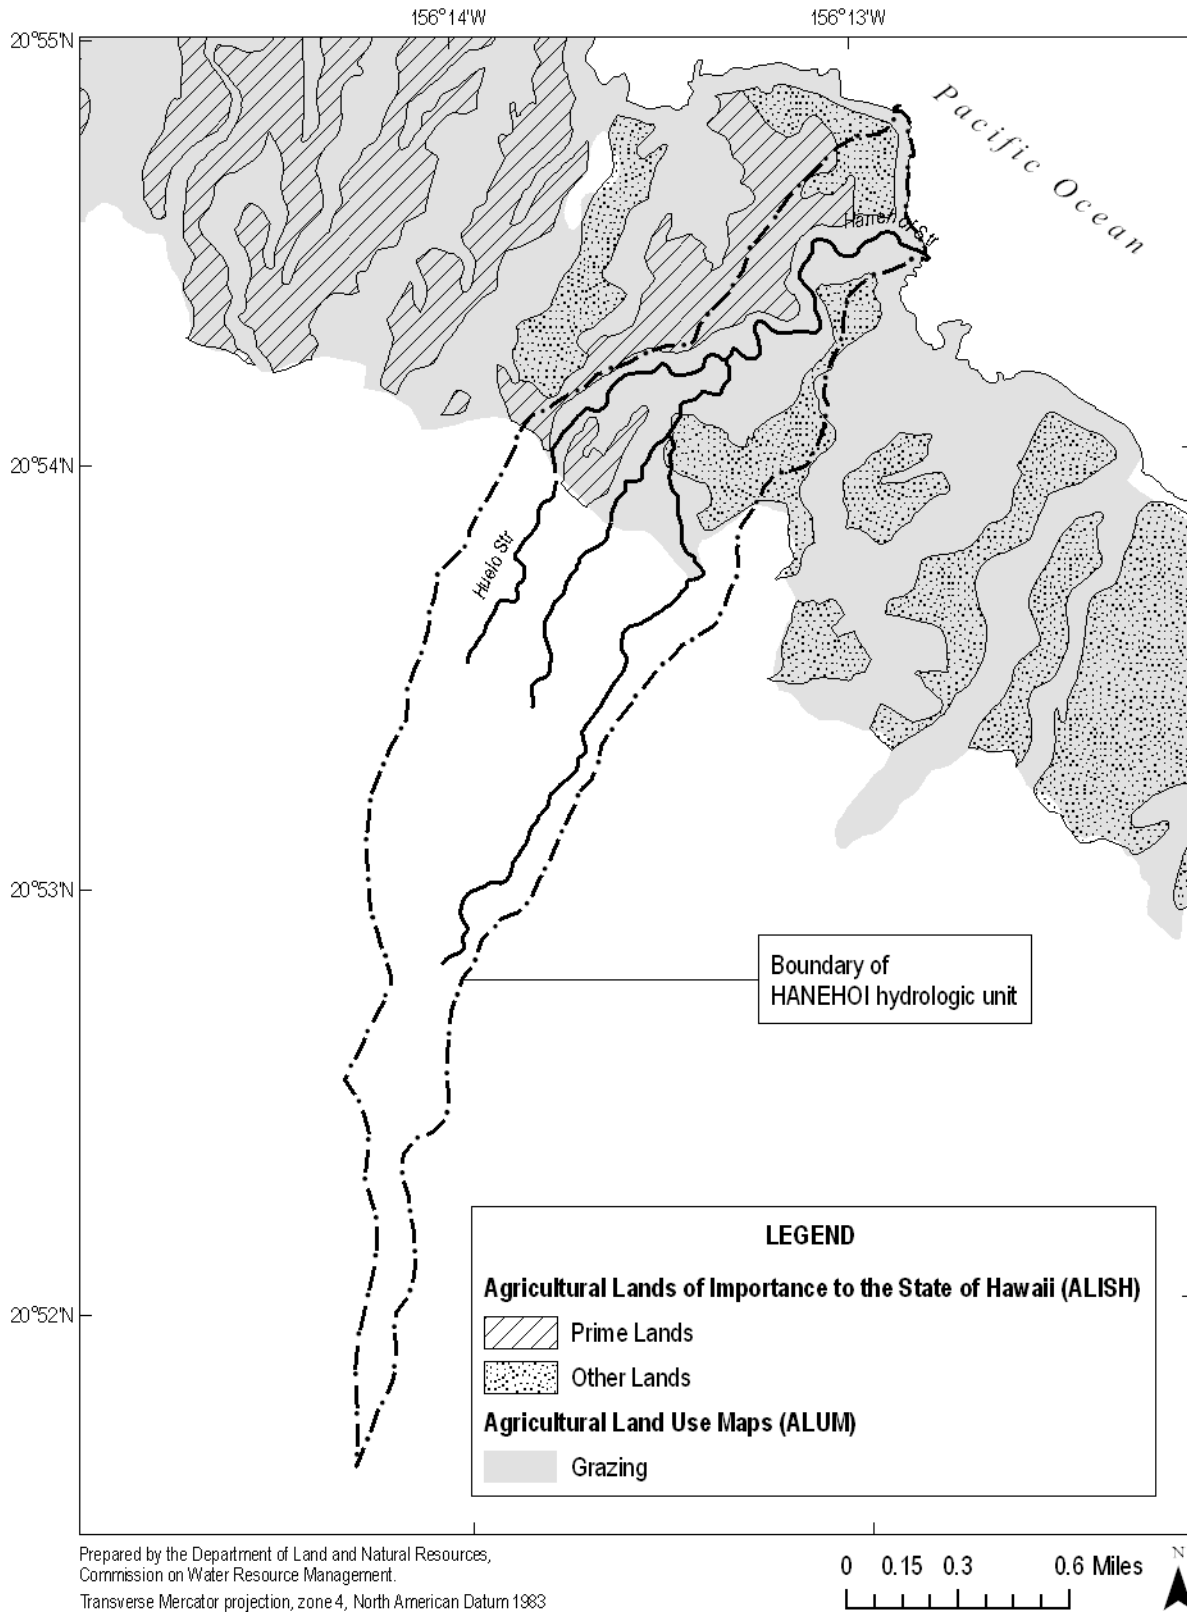 156°14'W
156°13'W
20°55'N
Pacific Ocean
Hanehoi Str
20°54'N
Huelo Str
20°53'N
Boundary of
HANEHOI hydrologic unit
20°52'N
LEGEND
Agricultural Lands of Importance to the State of Hawaii (ALISH)
Prime Lands
Other Lands
Agricultural Land Use Maps (ALUM)
Grazing
Prepared by the Department of Land and Natural Resources,
Commission on Water Resource Management.
Transverse Mercator projection, zone 4, North American Datum 1983
0 0.15 0.3 0.6 Miles
N